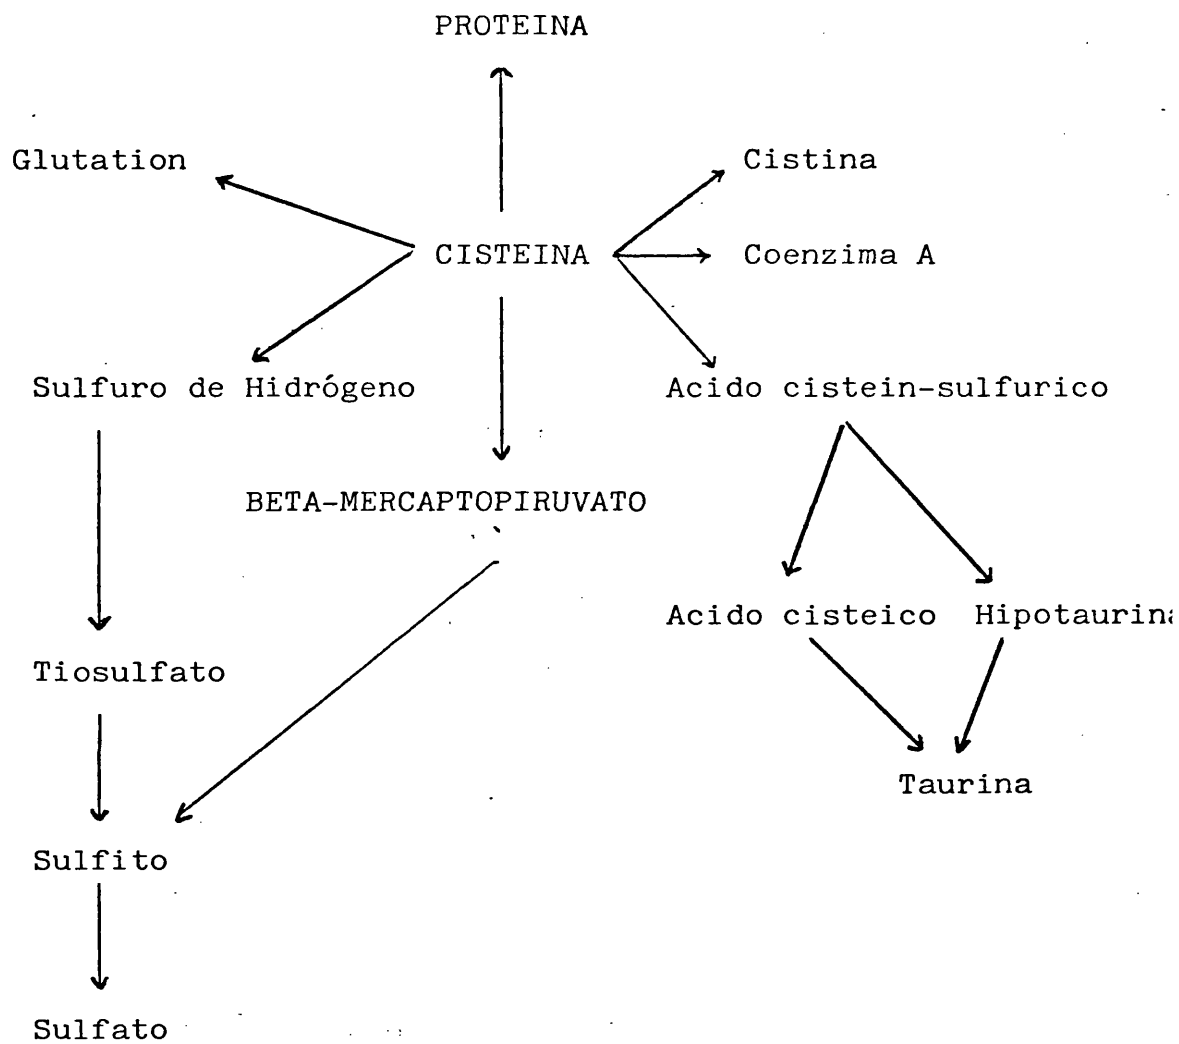 PROTEINA
Glutation
Cistina
CISTEINA
Coenzima A
Sulfuro de Hidrógeno
Acido cistein-sulfurico
BETA-MERCAPTOPIRUVATO
Acido cisteico
Tiosulfato
Taurina
Sulfito
Sulfato